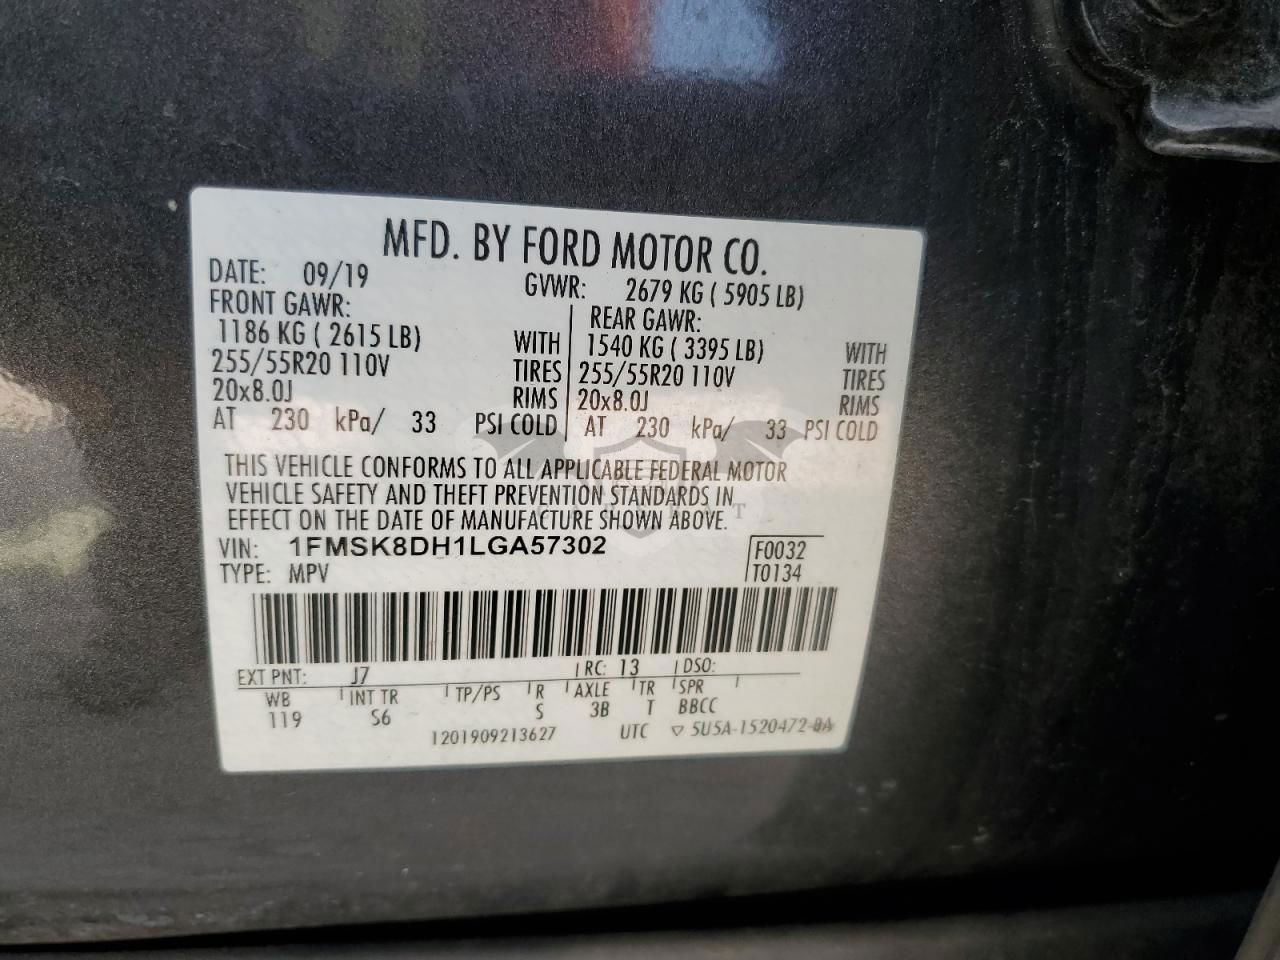 MFD. BY FORD MOTOR CO.
DATE: 09/19 GVWR: 2679 KG ( 5905 LB)
FRONT GAWR: REAR GAWR:
1186 KG ( 2615 LB) WITH 1540 KG ( 3395 LB) WITH
255/55R20 110V TIRES 255/55R20 110V TIRES
20x8.0J RIMS 20x8.0J RIMS
AT 230 kPa/ 33 PSI COLD AT 230 kPa/ 33 PSI COLD
THIS VEHICLE CONFORMS TO ALL APPLICABLE FEDERAL MOTOR
VEHICLE SAFETY AND THEFT PREVENTION STANDARDS IN
EFFECT ON THE DATE OF MANUFACTURE SHOWN ABOVE.
VIN: 1FMSK8DH1LGA57302 F0032
TYPE: MPV T0134
EXT PNT: J7 RC: 13 DSO:
WB INT TR TP/PS R AXLE TR SPR
119 S6 S 3B T BBCC
1201909213627 UTC ▽ 5U5A-1520472-